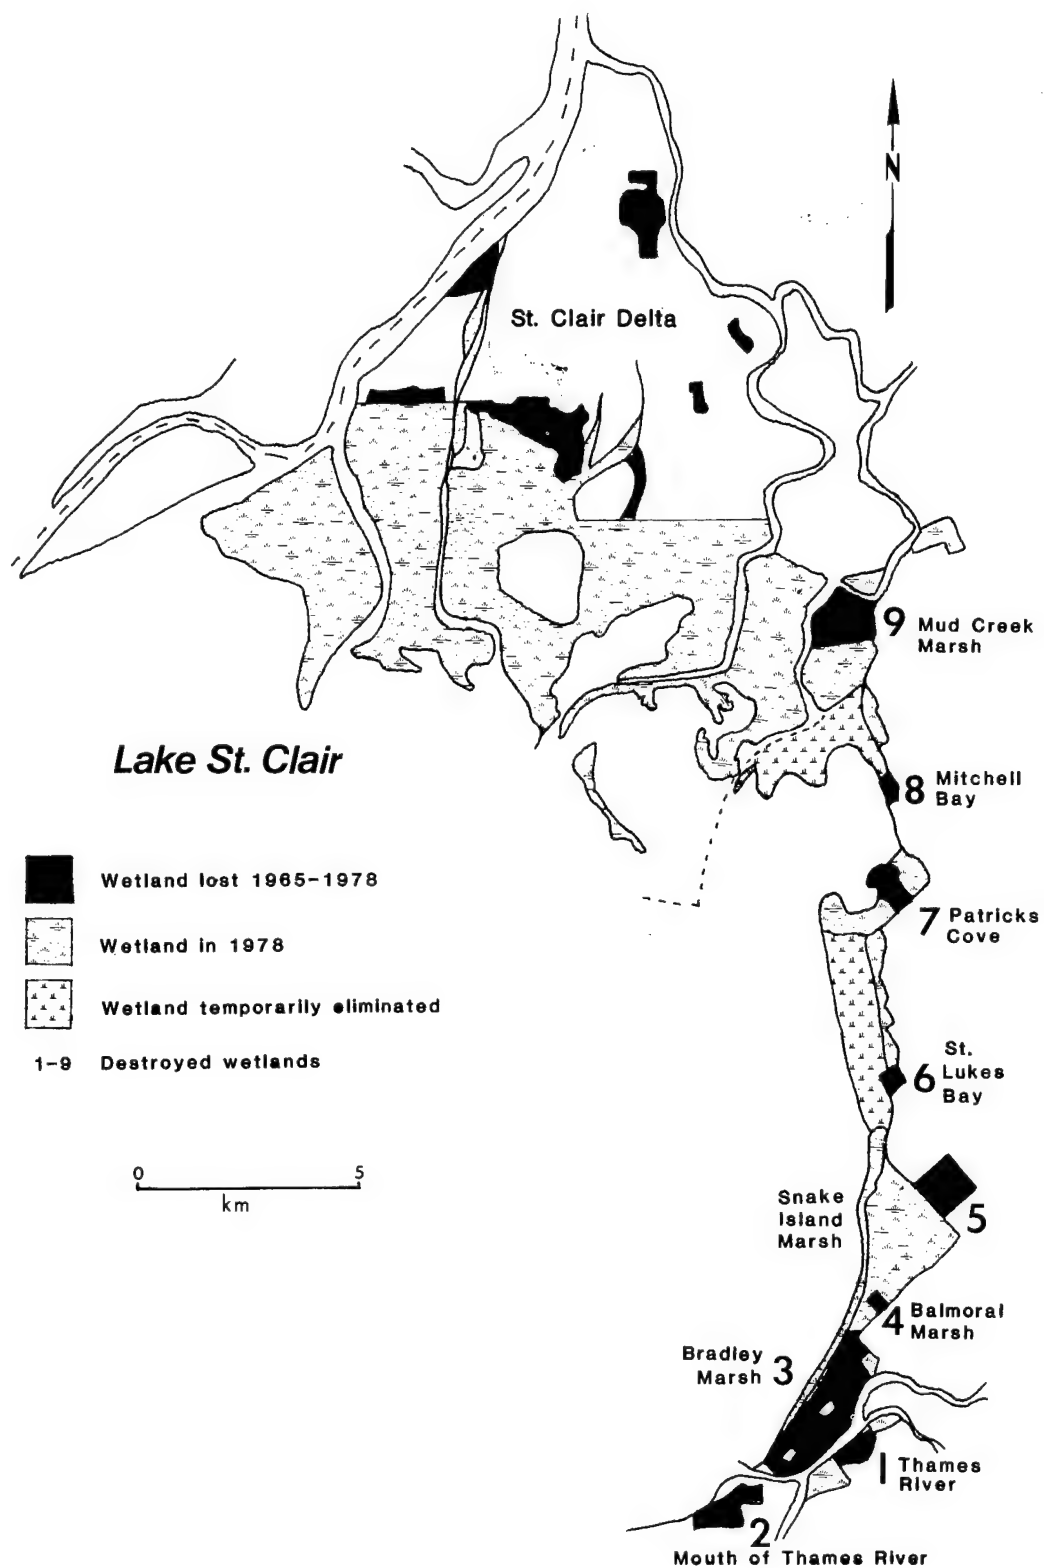 N
St. Clair Delta
9 Mud Creek
Marsh
Lake St. Clair
8 Mitchell
Bay
Wetland lost 1965-1978
7 Patricks
Cove
Wetland in 1978
Wetland temporarily eliminated
1-9 Destroyed wetlands
6 St.
Lukes
Bay
0 5
km
Snake
Island
Marsh
5
4 Balmoral
Marsh
Bradley
Marsh 3
1 Thames
River
2
Mouth of Thames River